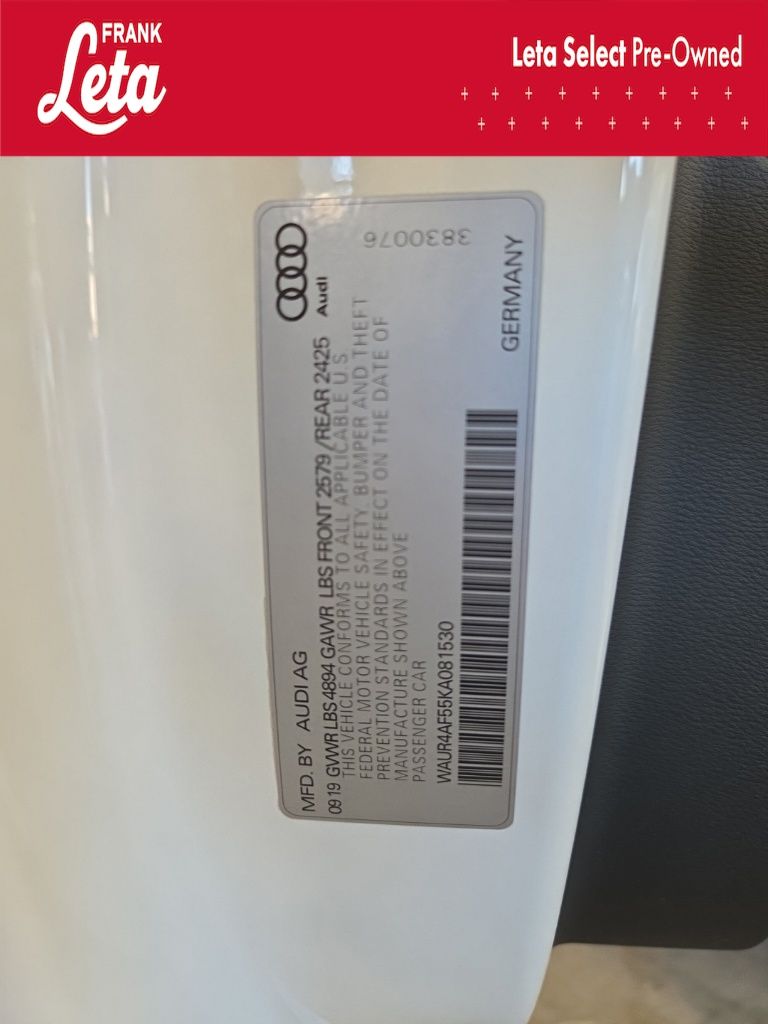 FRANK
Leta
Leta Select Pre-Owned
3830076
Audi
GERMANY
MFD. BY AUDI AG
09 19 GVWR LBS 4894 GAWR LBS FRONT 2579 /REAR 2425
THIS VEHICLE CONFORMS TO ALL APPLICABLE U.S.
FEDERAL MOTOR VEHICLE SAFETY. BUMPER AND THEFT
PREVENTION STANDARDS IN EFFECT ON THE DATE OF
MANUFACTURE SHOWN ABOVE
PASSENGER CAR
WAUR4AF55KA081530